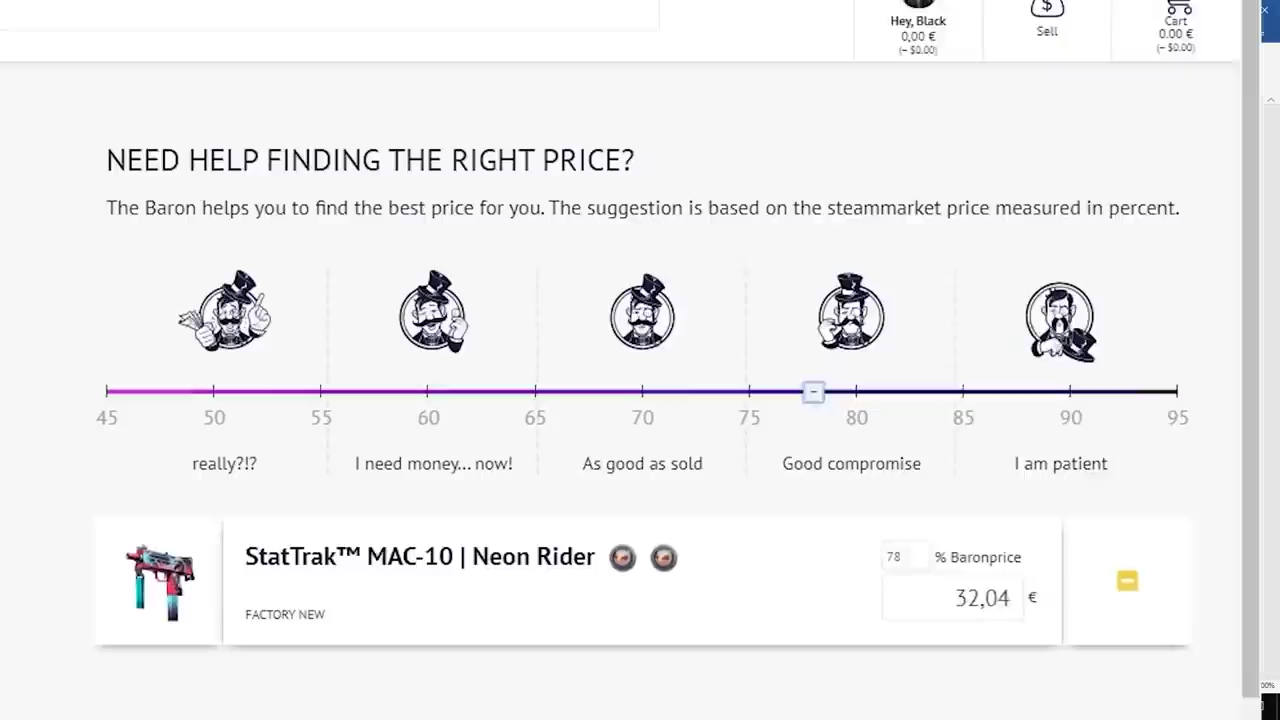 Hey, Black
0,00 €
(~ $0.00)
Sell
Cart
0.00 €
(~ $0.00)
NEED HELP FINDING THE RIGHT PRICE?
The Baron helps you to find the best price for you. The suggestion is based on the steammarket price measured in percent.
45 50 55 60 65 70 75 80 85 90 95
really?!? I need money... now! As good as sold Good compromise I am patient
StatTrak™ MAC-10 | Neon Rider
78 % Baronprice
32,04 €
FACTORY NEW